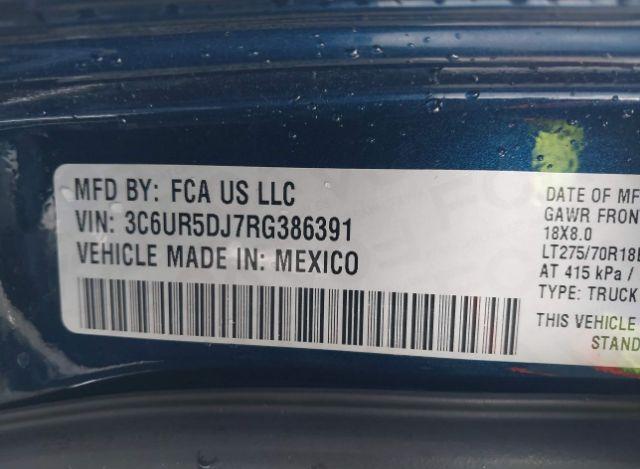 MFD BY: FCA US LLC
VIN: 3C6UR5DJ7RG386391
VEHICLE MADE IN: MEXICO
DATE OF MF
GAWR FRONT
18X8.0
LT275/70R18E
AT 415 kPa /
TYPE: TRUCK
THIS VEHICLE
STAND